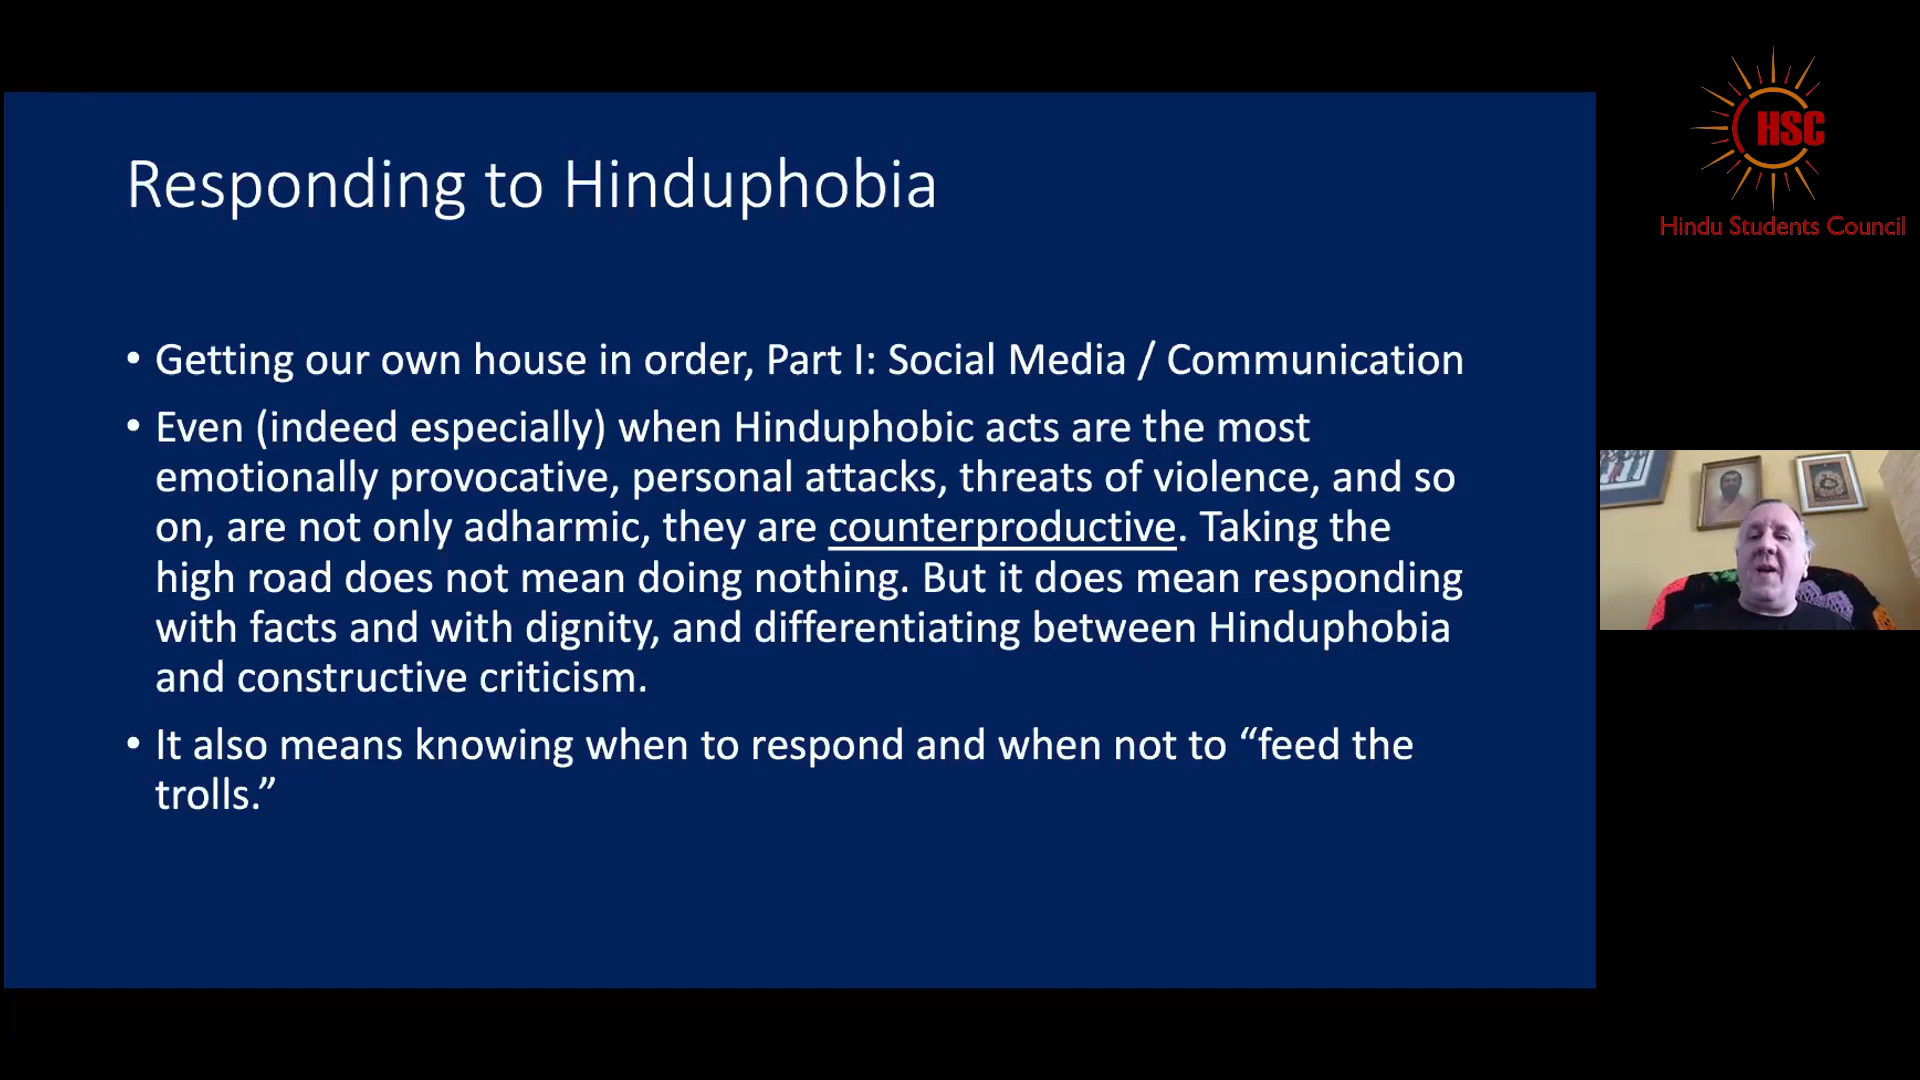 Responding to Hinduphobia
• Getting our own house in order, Part I: Social Media / Communication
• Even (indeed especially) when Hinduphobic acts are the most
emotionally provocative, personal attacks, threats of violence, and so
on, are not only adharmic, they are counterproductive. Taking the
high road does not mean doing nothing. But it does mean responding
with facts and with dignity, and differentiating between Hinduphobia
and constructive criticism.
• It also means knowing when to respond and when not to “feed the
trolls.”
HSC
Hindu Students Council